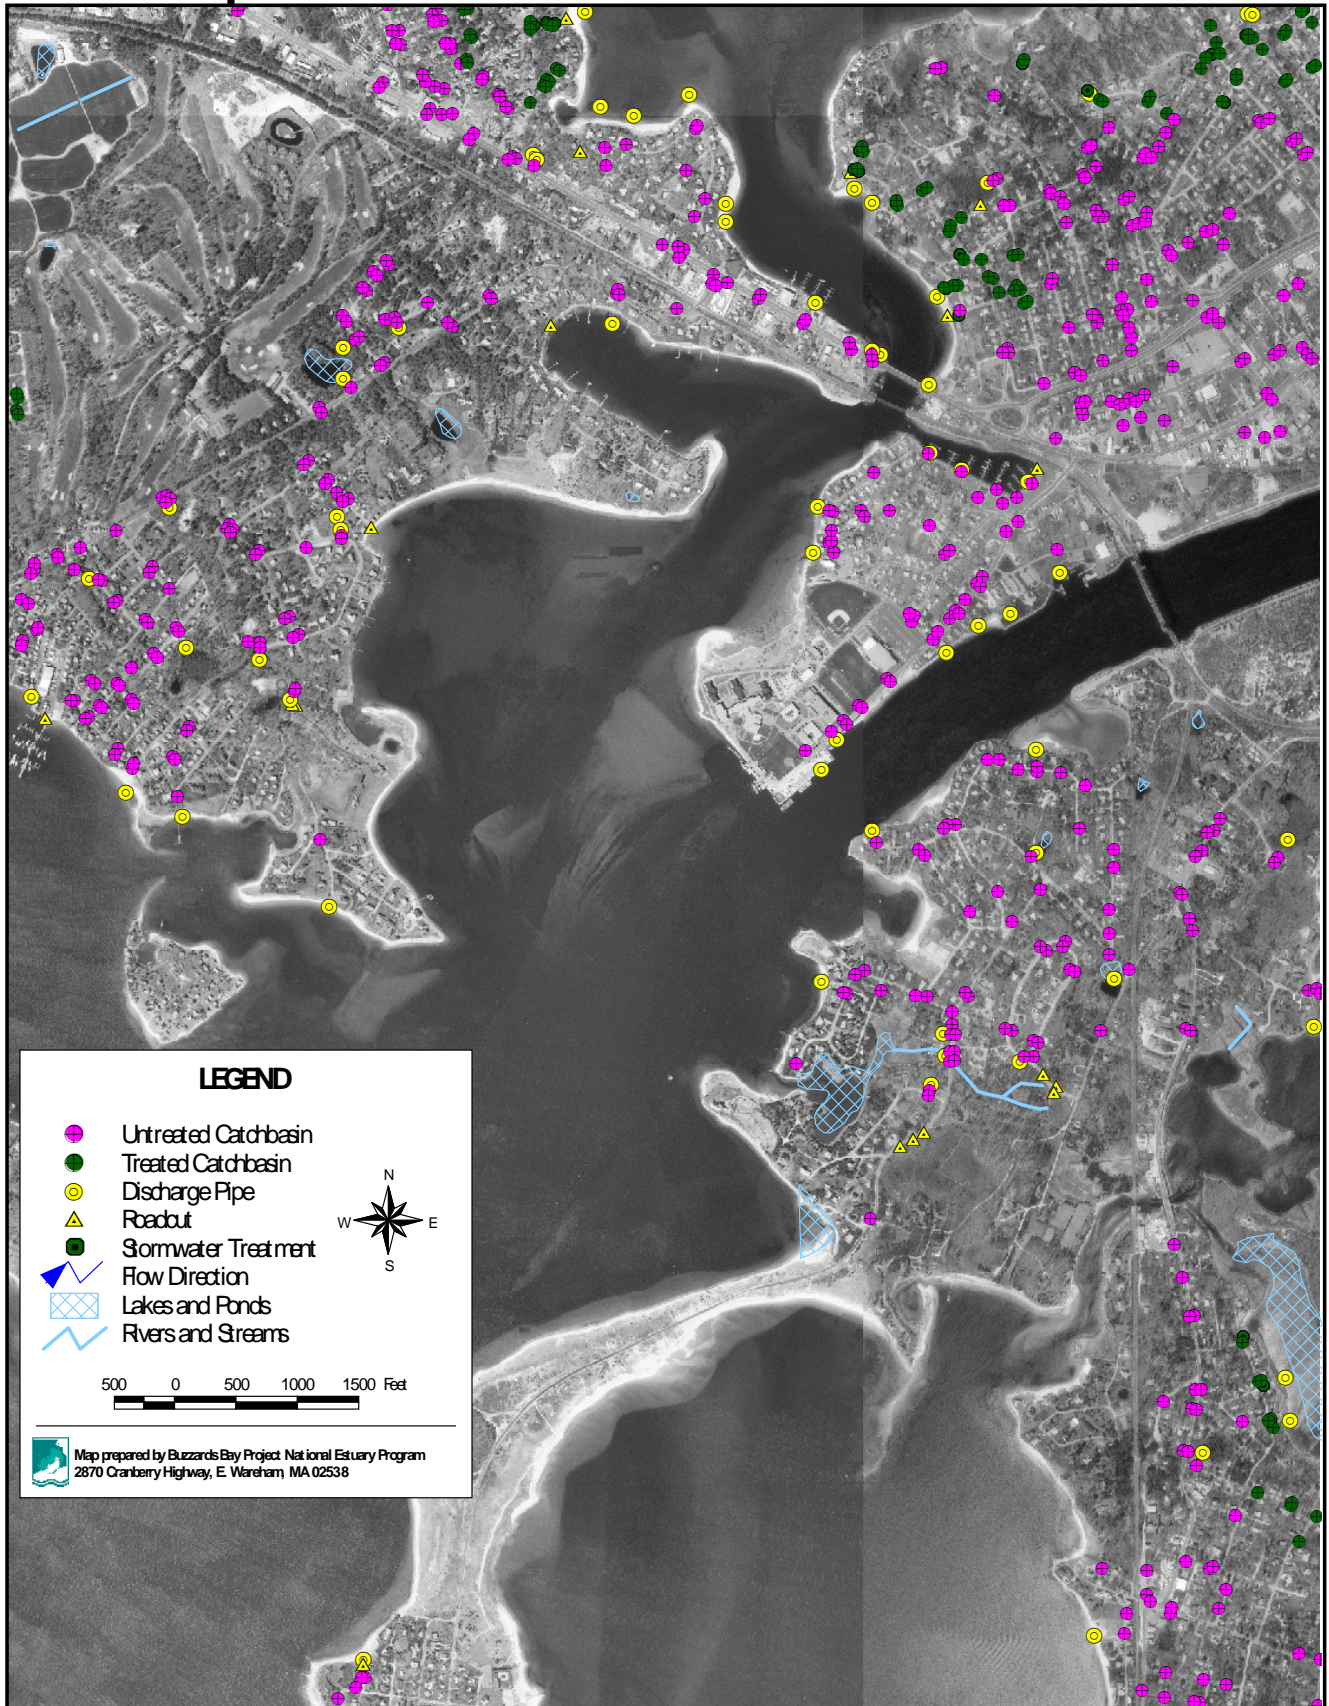 LEGEND
Untreated Catchbasin
Treated Catchbasin
Discharge Pipe
Roadcut
Stormwater Treatment
Flow Direction
Lakes and Ponds
Rivers and Streams
N
W E
S
500 0 500 1000 1500 Feet
Map prepared by Buzzards Bay Project National Estuary Program
2870 Cranberry Highway, E. Wareham, MA 02538